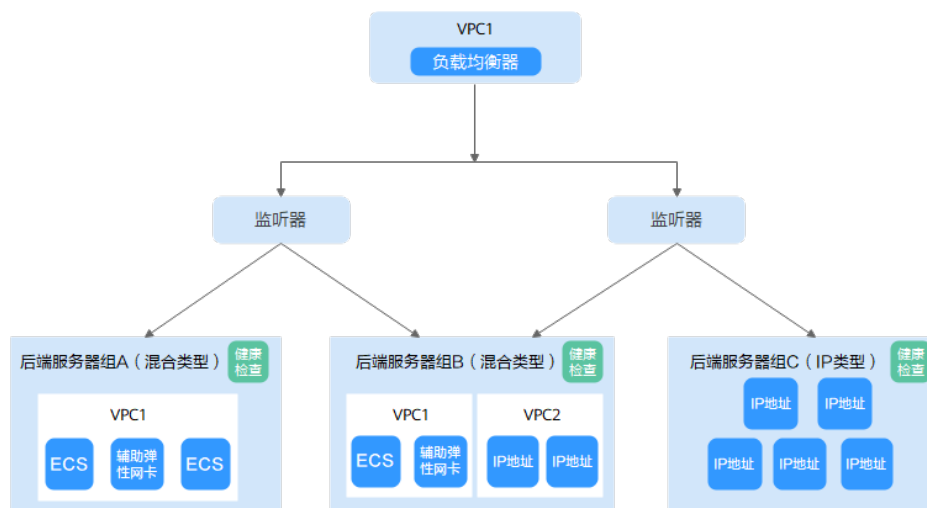 VPC1
负载均衡器
监听器
监听器
后端服务器组A（混合类型）
健康
检查
VPC1
ECS
辅助弹
性网卡
ECS
后端服务器组B（混合类型）
健康
检查
VPC1
ECS
辅助弹
性网卡
VPC2
IP地址
IP地址
后端服务器组C（IP类型）
健康
检查
IP地址
IP地址
IP地址
IP地址
IP地址